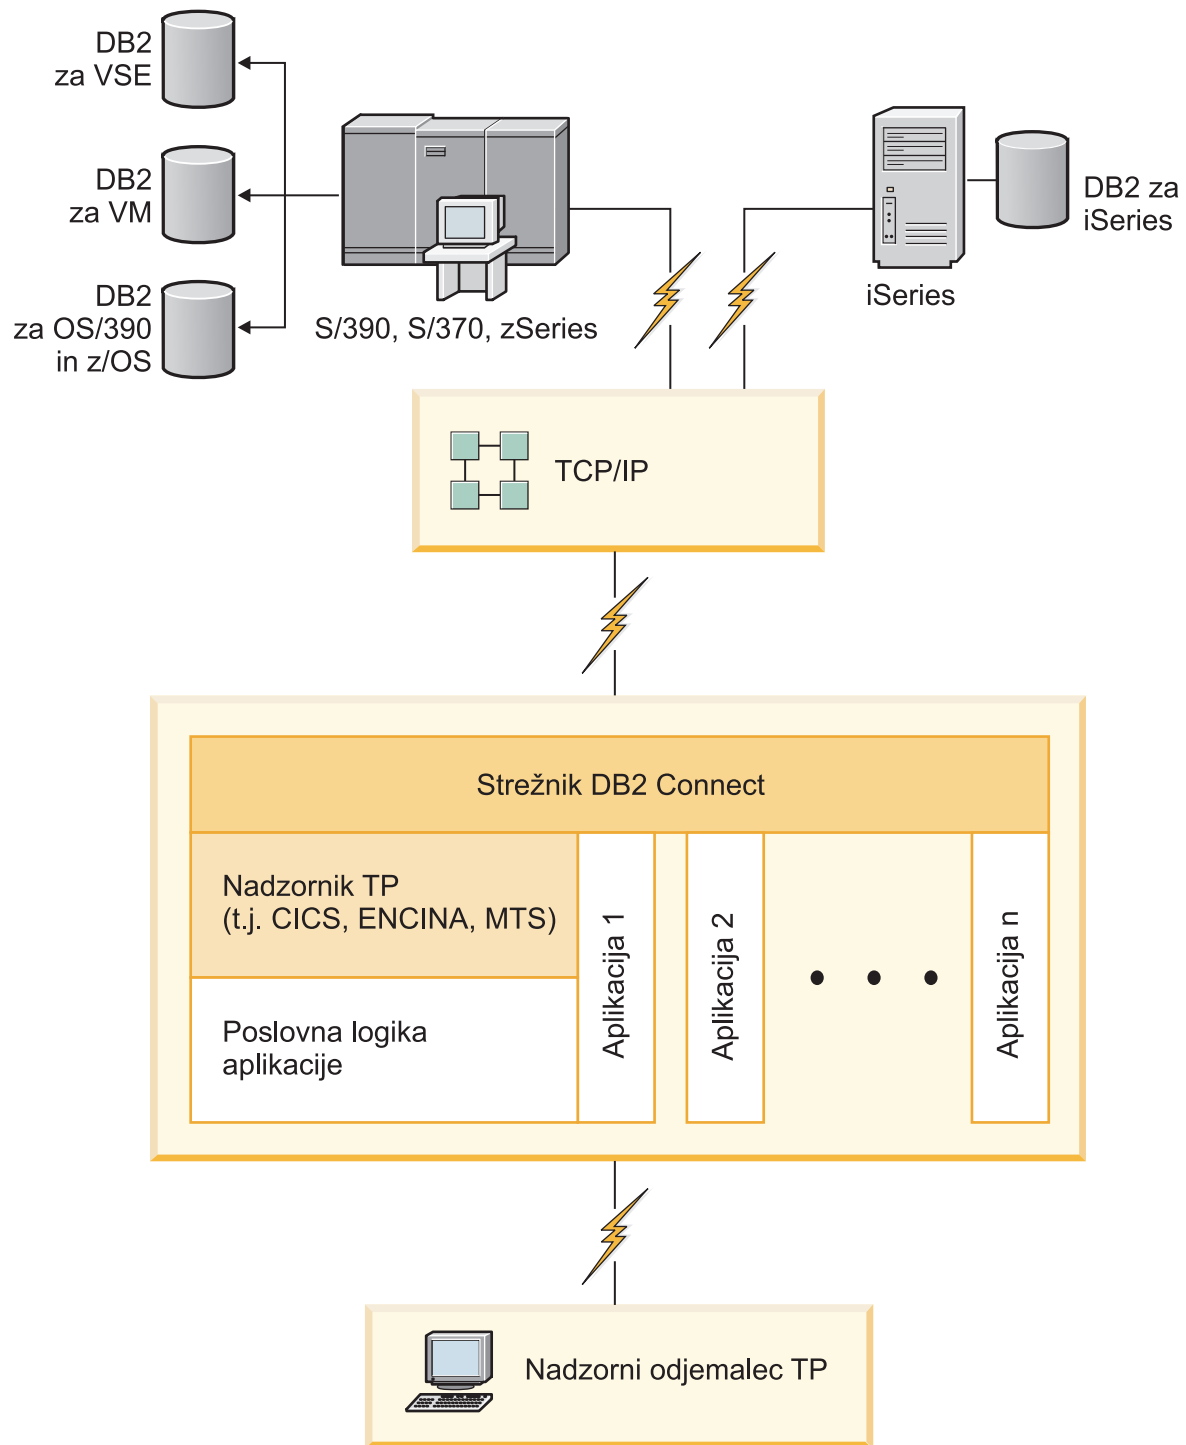 DB2
za VSE
DB2
za VM
DB2
za OS/390
in z/OS
S/390, S/370, zSeries
iSeries
DB2 za
iSeries
TCP/IP
Strežnik DB2 Connect
Nadzornik TP
(t.j. CICS, ENCINA, MTS)
Poslovna logika
aplikacije
Aplikacija 1
Aplikacija 2
Aplikacija n
Nadzorni odjemalec TP